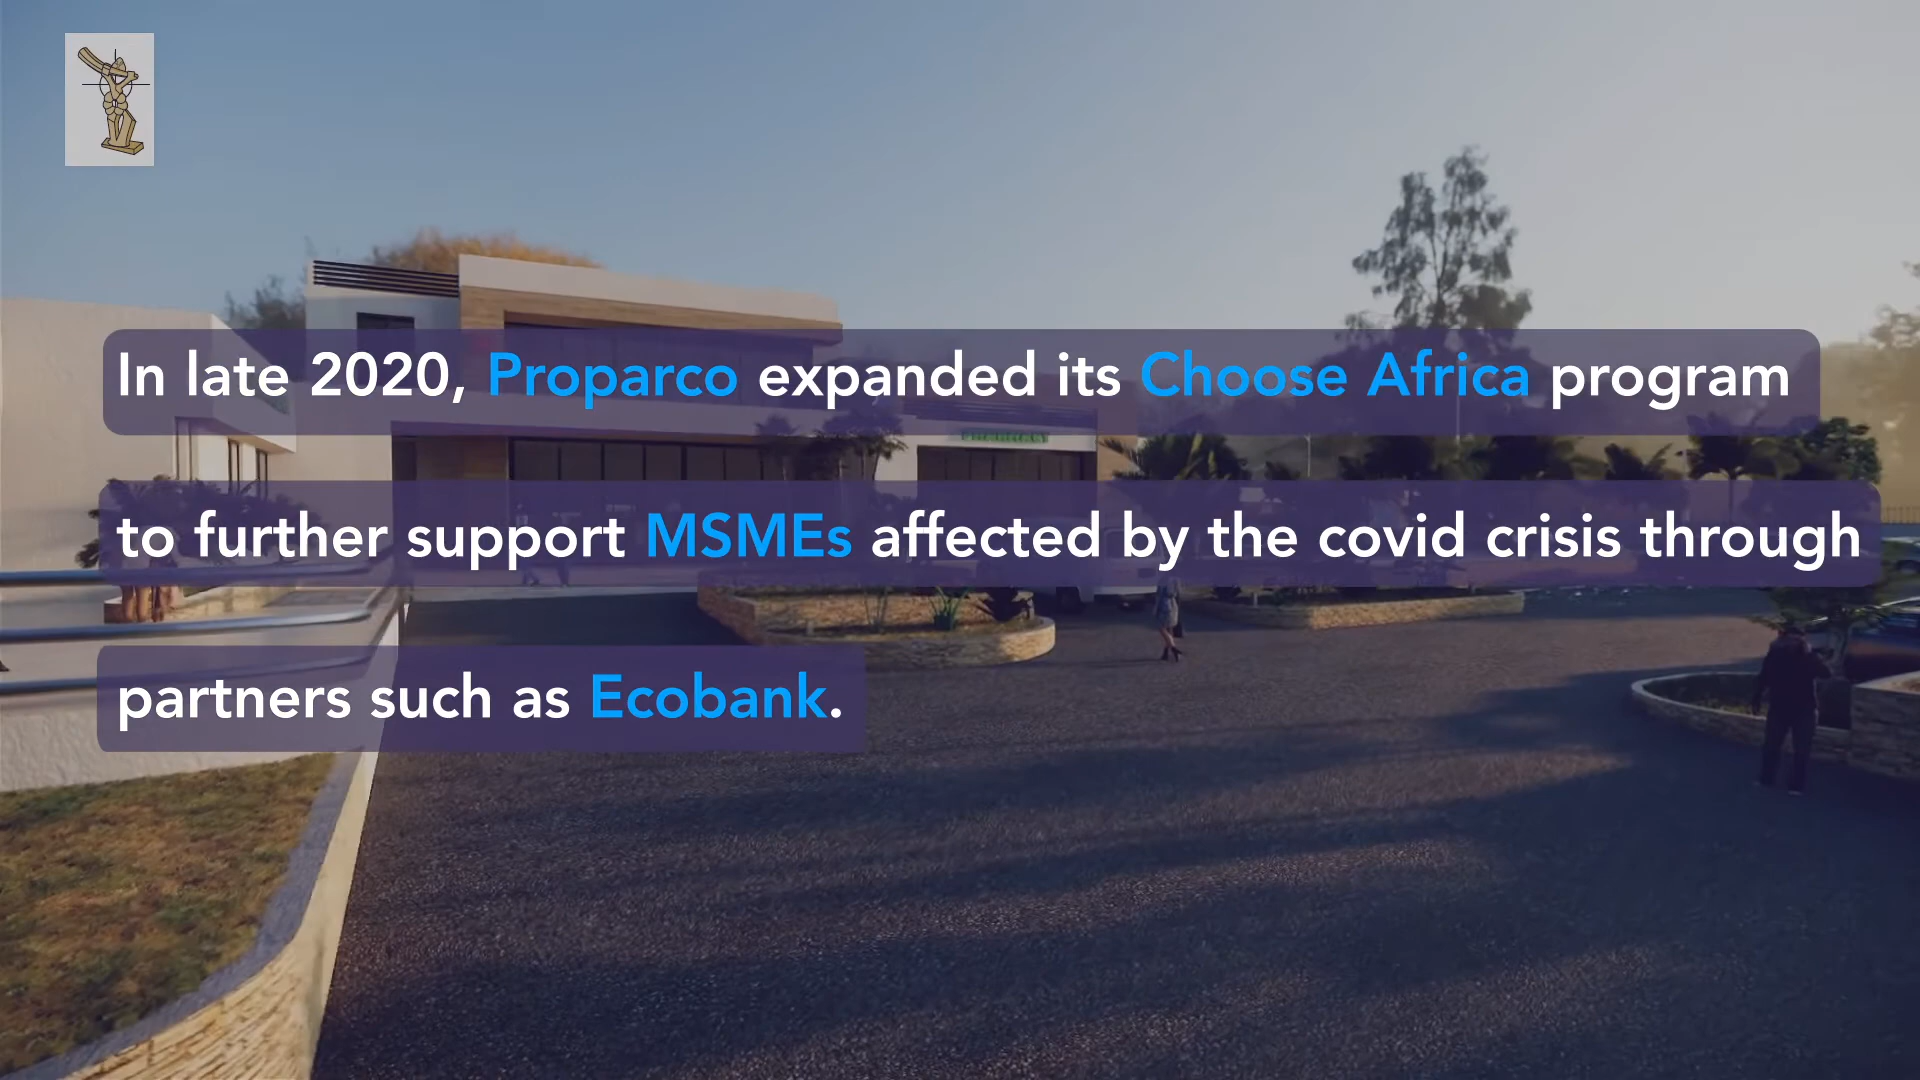 In late 2020, Proparco expanded its Choose Africa program
to further support MSMEs affected by the covid crisis through
partners such as Ecobank.
PHARMACY